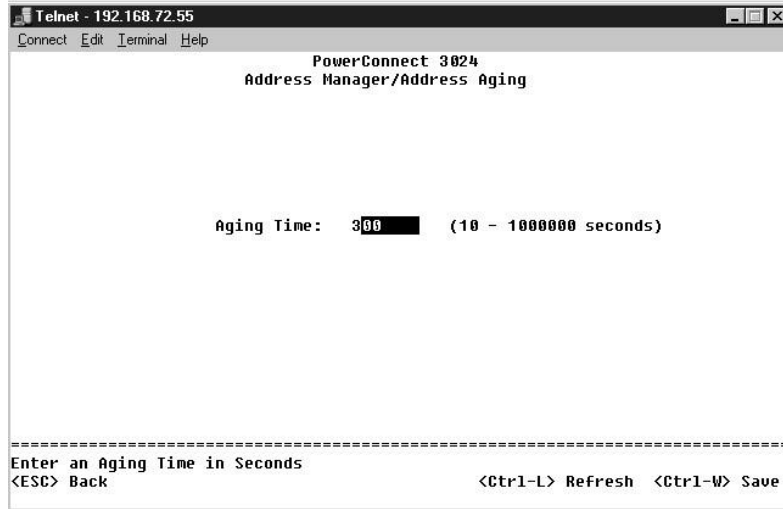 Telnet - 192.168.72.55
Connect Edit Terminal Help
PowerConnect 3024
Address Manager/Address Aging
Aging Time: 300 (10 - 1000000 seconds)
================================================================================
Enter an Aging Time in Seconds
<ESC> Back <Ctrl-L> Refresh <Ctrl-W> Save